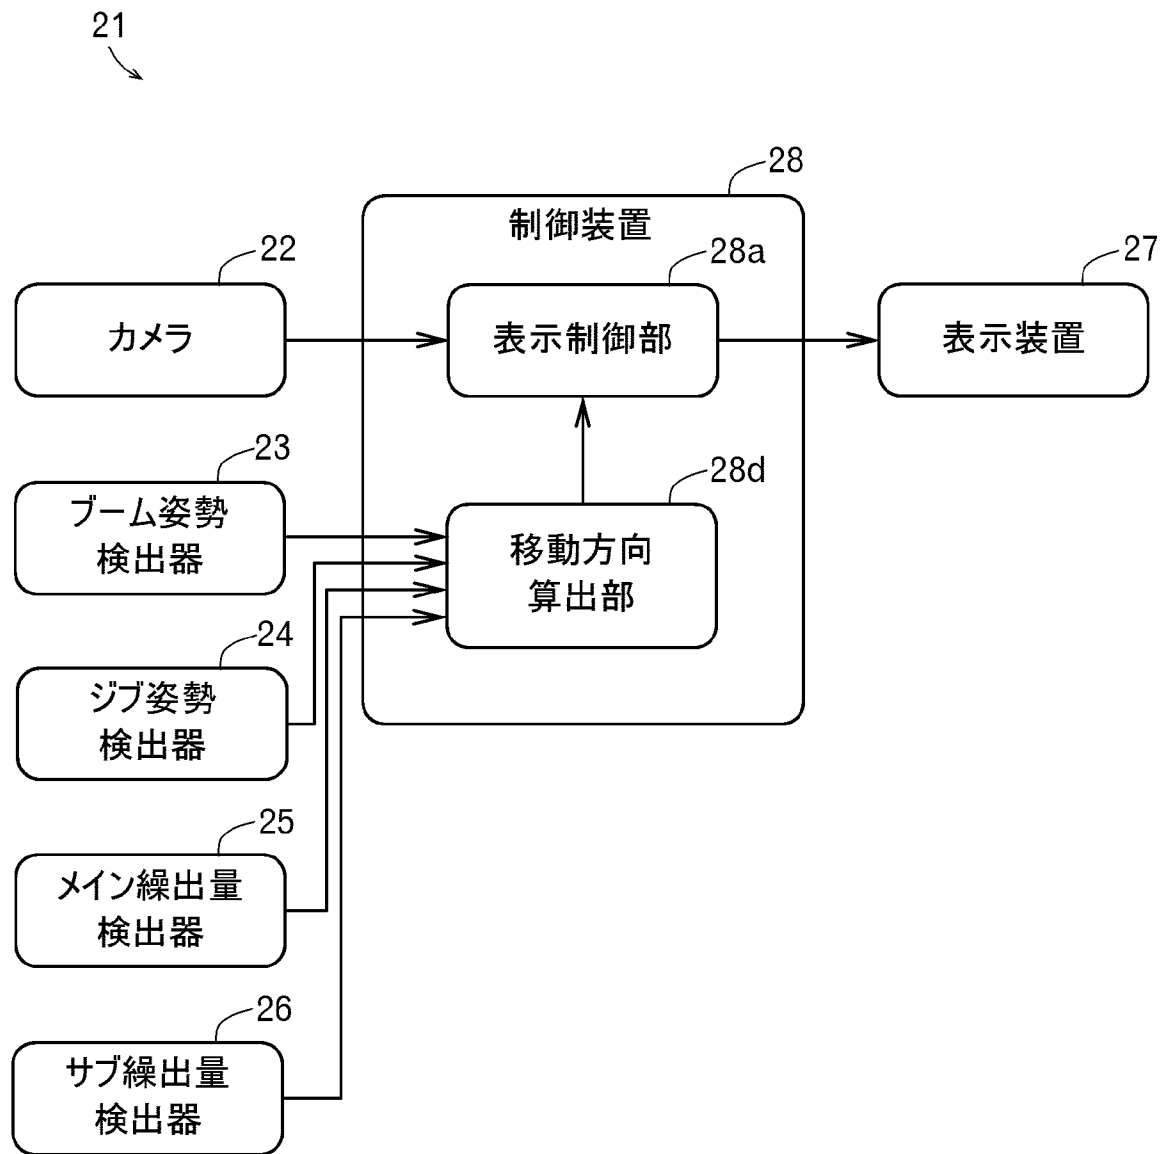 21
28
制御装置
22
カメラ
28a
表示制御部
27
表示装置
23
ブーム姿勢
検出器
28d
移動方向
算出部
24
ジブ姿勢
検出器
25
メイン繰出量
検出器
26
サブ繰出量
検出器